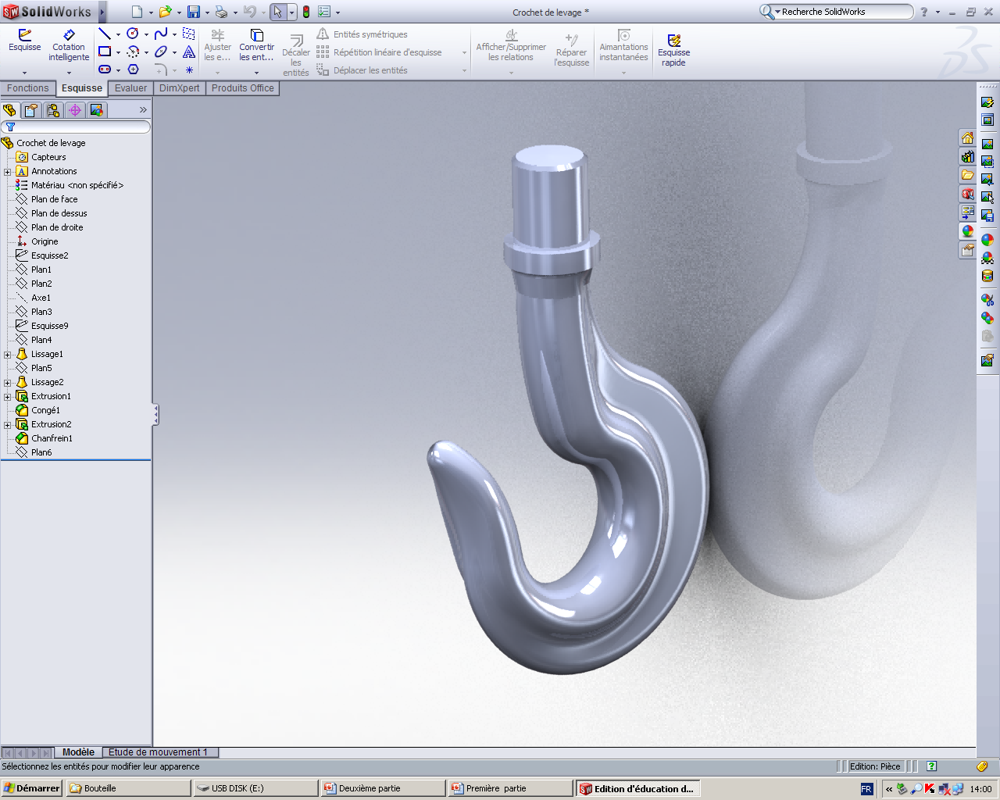 SolidWorks
Crochet de levage *
Recherche SolidWorks
Esquisse
Cotation
intelligente
Ajuster
les e...
Convertir
les ent...
Décaler
les
entités
Entités symétriques
Répétition linéaire d'esquisse
Déplacer les entités
Afficher/Supprimer
les relations
Réparer
l'esquisse
Aimantations
instantanées
Esquisse
rapide
Fonctions
Esquisse
Evaluer
DimXpert
Produits Office
Crochet de levage
Capteurs
Annotations
Matériau <non spécifié>
Plan de face
Plan de dessus
Plan de droite
Origine
Esquisse2
Plan1
Plan2
Axe1
Plan3
Esquisse9
Plan4
Lissage1
Plan5
Lissage2
Extrusion1
Congé1
Extrusion2
Chanfrein1
Plan6
Modèle
Etude de mouvement 1
Sélectionnez les entités pour modifier leur apparence
Edition: Pièce
Démarrer
Bouteille
USB DISK (E:)
Deuxième partie
Première partie
Edition d'éducation d...
FR
14:00